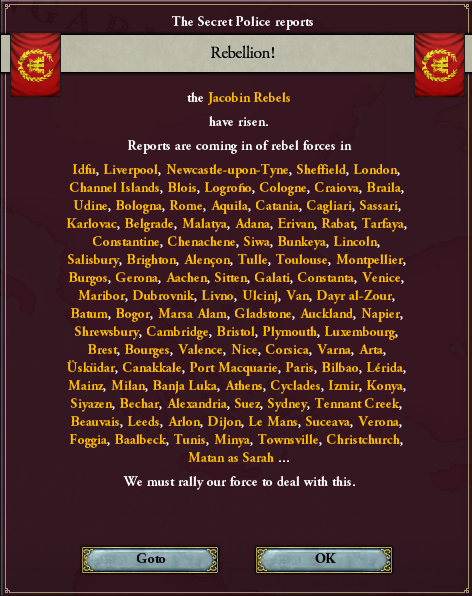 The Secret Police reports
Rebellion!
the Jacobin Rebels
have risen.
Reports are coming in of rebel forces in
Idfu, Liverpool, Newcastle-upon-Tyne, Sheffield, London,
Channel Islands, Blois, Logroño, Cologne, Craiova, Braila,
Udine, Bologna, Rome, Aquila, Catania, Cagliari, Sassari,
Karlovac, Belgrade, Malatya, Adana, Erivan, Rabat, Tarfaya,
Constantine, Chenachene, Siwa, Bunkeya, Lincoln,
Salisbury, Brighton, Alençon, Tulle, Toulouse, Montpellier,
Burgos, Gerona, Aachen, Sitten, Galati, Constanta, Venice,
Maribor, Dubrovnik, Livno, Ulcinj, Van, Dayr al-Zour,
Batum, Bogor, Marsa Alam, Gladstone, Auckland, Napier,
Shrewsbury, Cambridge, Bristol, Plymouth, Luxembourg,
Brest, Bourges, Valence, Nice, Corsica, Varna, Arta,
Üsküdar, Canakkale, Port Macquarie, Paris, Bilbao, Lérida,
Mainz, Milan, Banja Luka, Athens, Cyclades, Izmir, Konya,
Siyazen, Bechar, Alexandria, Suez, Sydney, Tennant Creek,
Beauvais, Leeds, Arlon, Dijon, Le Mans, Suceava, Verona,
Foggia, Baalbeck, Tunis, Minya, Townsville, Christchurch,
Matan as Sarah ...
We must rally our force to deal with this.
Goto OK